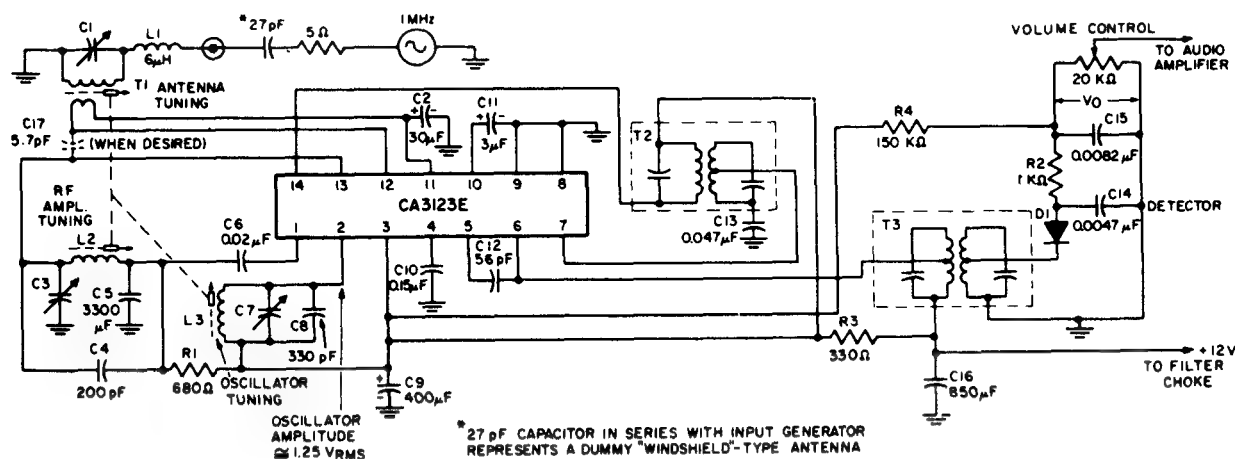 C1
L1
6µH
*27pF
5Ω
1MHz
VOLUME CONTROL
TO AUDIO
AMPLIFIER
20 KΩ
T1
ANTENNA
TUNING
C17
5.7pF
(WHEN DESIRED)
C2
30µF
C11
3µF
T2
R4
150 KΩ
VO
C15
0.0082µF
R2
1KΩ
C14
0.0047µF
DETECTOR
D1
14 13 12 11 10 9 8
CA3123E
1 2 3 4 5 6 7
RF
AMPL.
TUNING
L2
C6
0.02µF
C13
0.047µF
T3
C3
C5
3300
µF
L3
C7
C8
330 pF
C10
0.15µF
C12
56pF
C4
200pF
R1
680Ω
OSCILLATOR
TUNING
C9
400µF
R3
330Ω
+12V
TO FILTER
CHOKE
C16
850µF
OSCILLATOR
AMPLITUDE
≅ 1.25 VRMS
*27 pF CAPACITOR IN SERIES WITH INPUT GENERATOR
REPRESENTS A DUMMY "WINDSHIELD"-TYPE ANTENNA